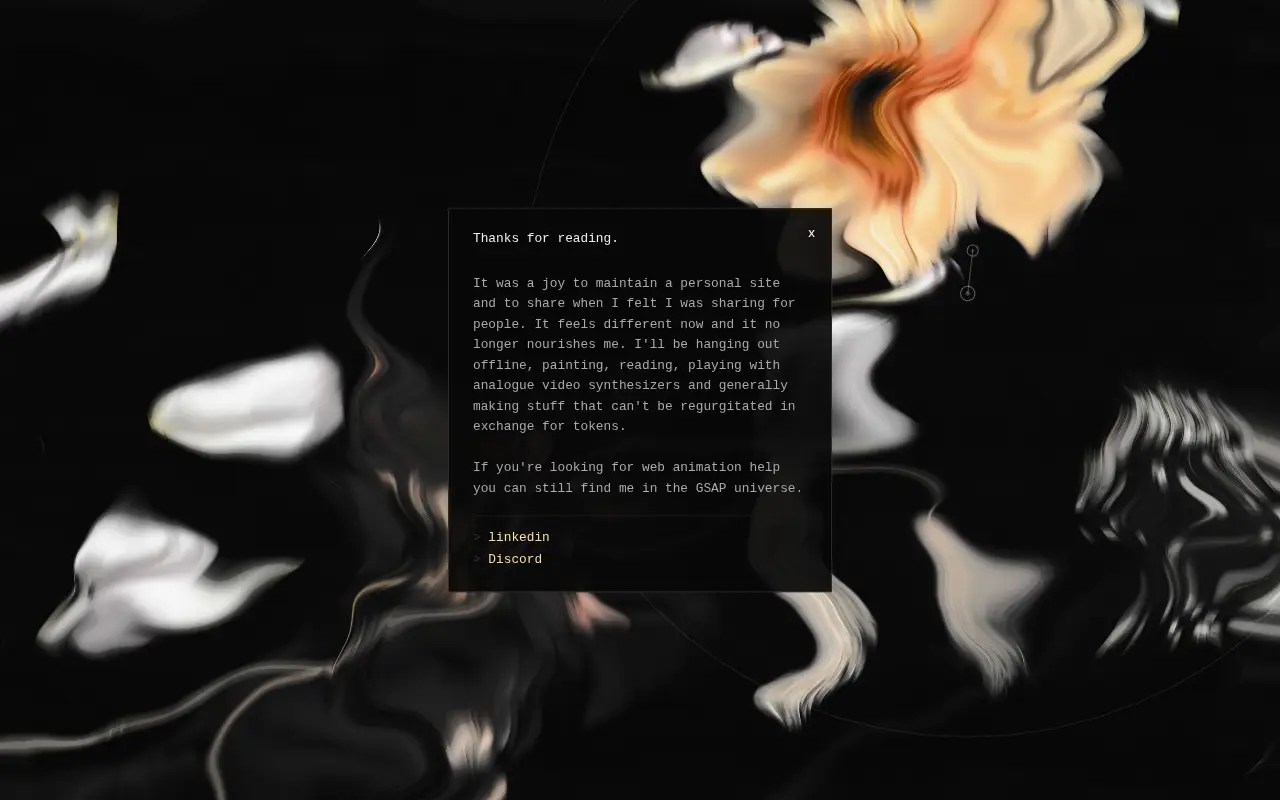 Thanks for reading.
x
It was a joy to maintain a personal site
and to share when I felt I was sharing for
people. It feels different now and it no
longer nourishes me. I'll be hanging out
offline, painting, reading, playing with
analogue video synthesizers and generally
making stuff that can't be regurgitated in
exchange for tokens.
If you're looking for web animation help
you can still find me in the GSAP universe.
> linkedin
> Discord